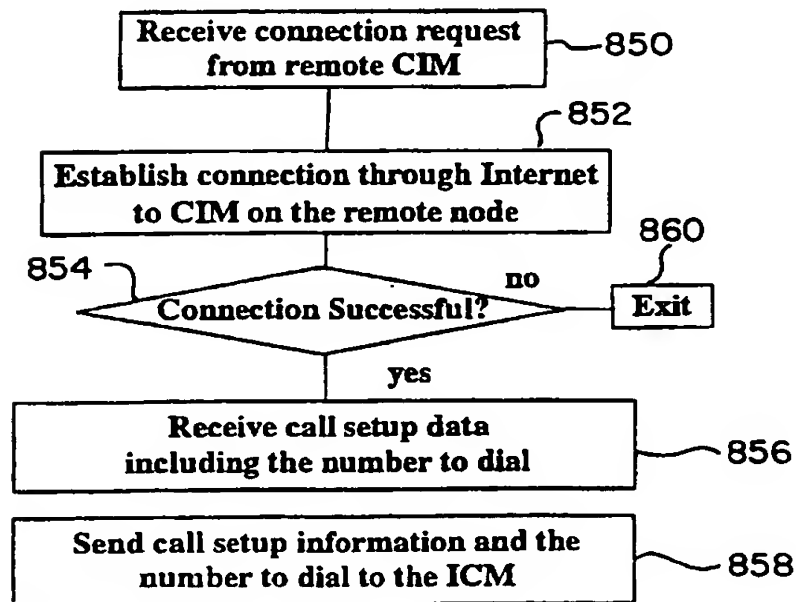 Receive connection request
from remote CIM
850
852
Establish connection through Internet
to CIM on the remote node
860
854
no
Connection Successful?
Exit
yes
Receive call setup data
including the number to dial
856
Send call setup information and the
number to dial to the ICM
858